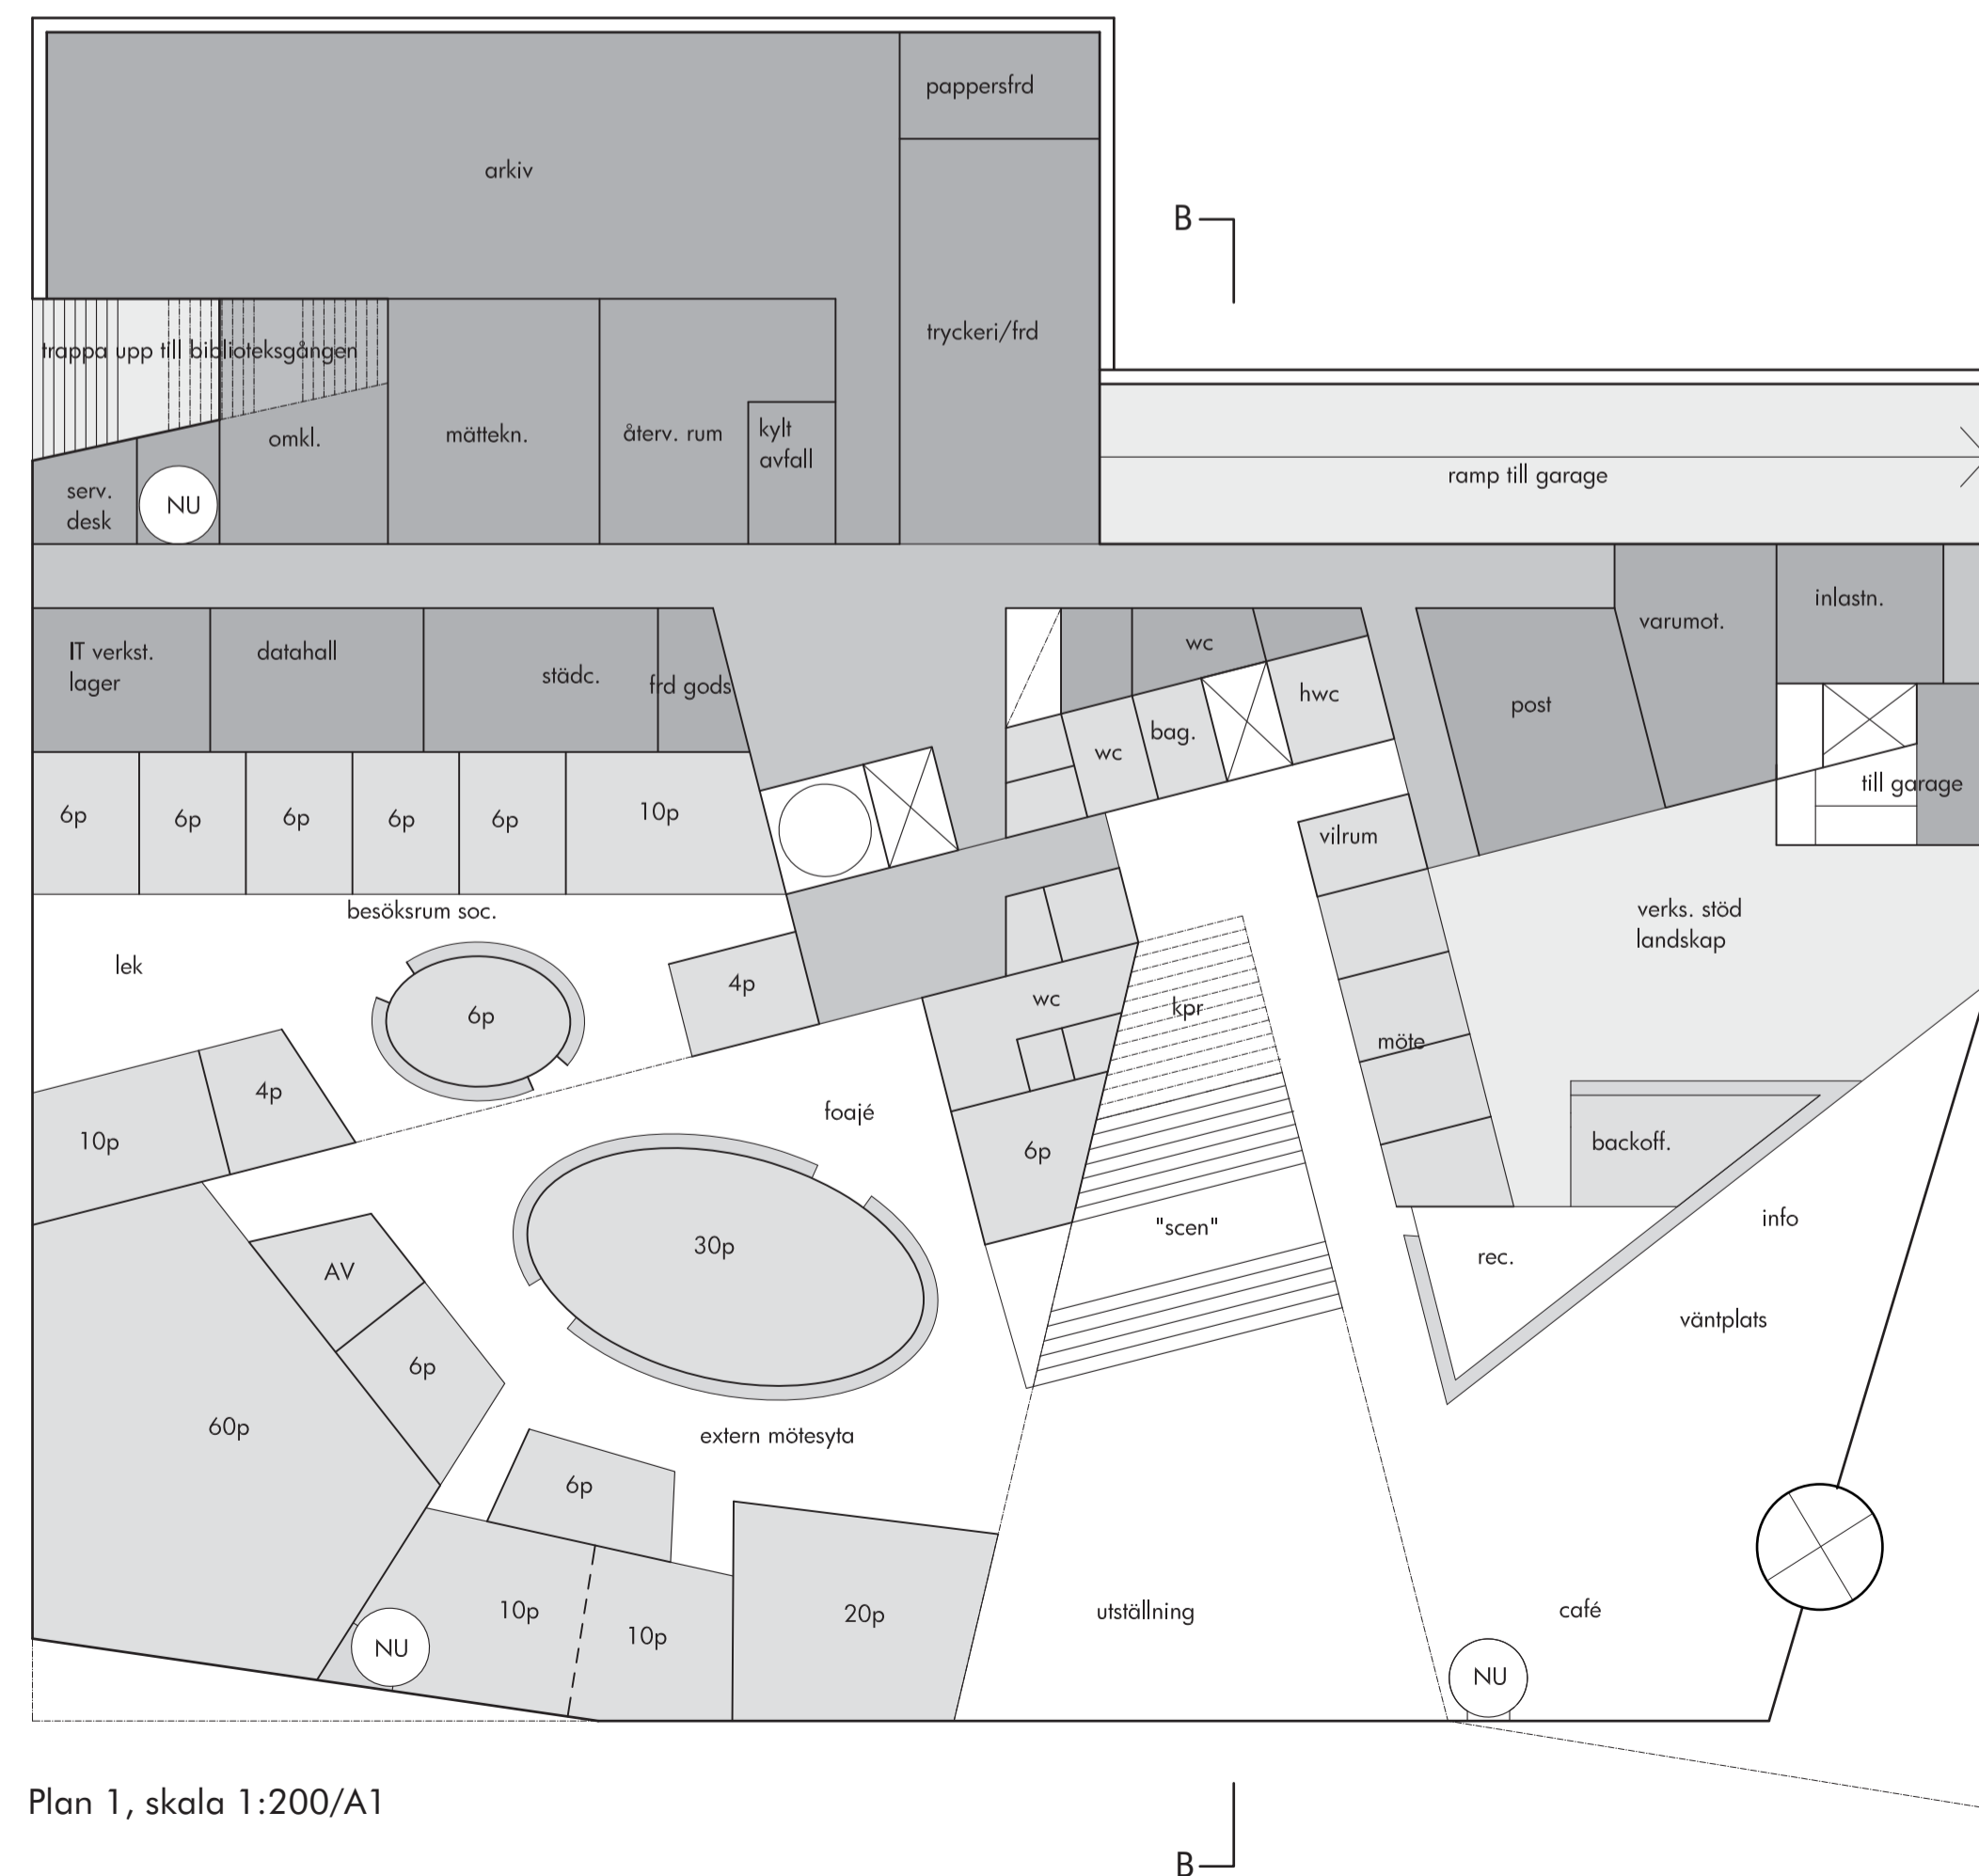 pappersfrd
arkiv
B
tryckeri/frd
trappa upp till biblioteksgången
omkl.
mättekn.
återv. rum
kylt
avfall
ramp till garage
serv.
desk
NU
inlastn.
varumot.
IT verkst.
lager
datahall
städc.
frd gods
wc
hwc
post
bag.
wc
till garage
6p
6p
6p
6p
6p
10p
vilrum
besöksrum soc.
verks. stöd
landskap
lek
4p
wc
kpr
6p
möte
4p
foajé
10p
6p
backoff.
"scen"
info
30p
rec.
AV
väntplats
6p
60p
extern mötesyta
6p
10p
10p
20p
utställning
café
NU
NU
Plan 1, skala 1:200/A1
B